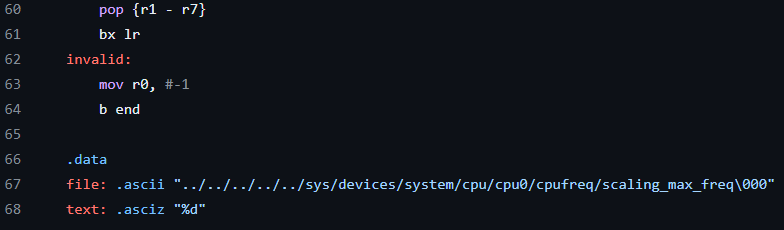 60 pop {r1 - r7}
61 bx lr
62 invalid:
63 mov r0, #-1
64 b end
65
66 .data
67 file: .ascii "../../../../../sys/devices/system/cpu/cpu0/cpufreq/scaling_max_freq\000"
68 text: .asciz "%d"